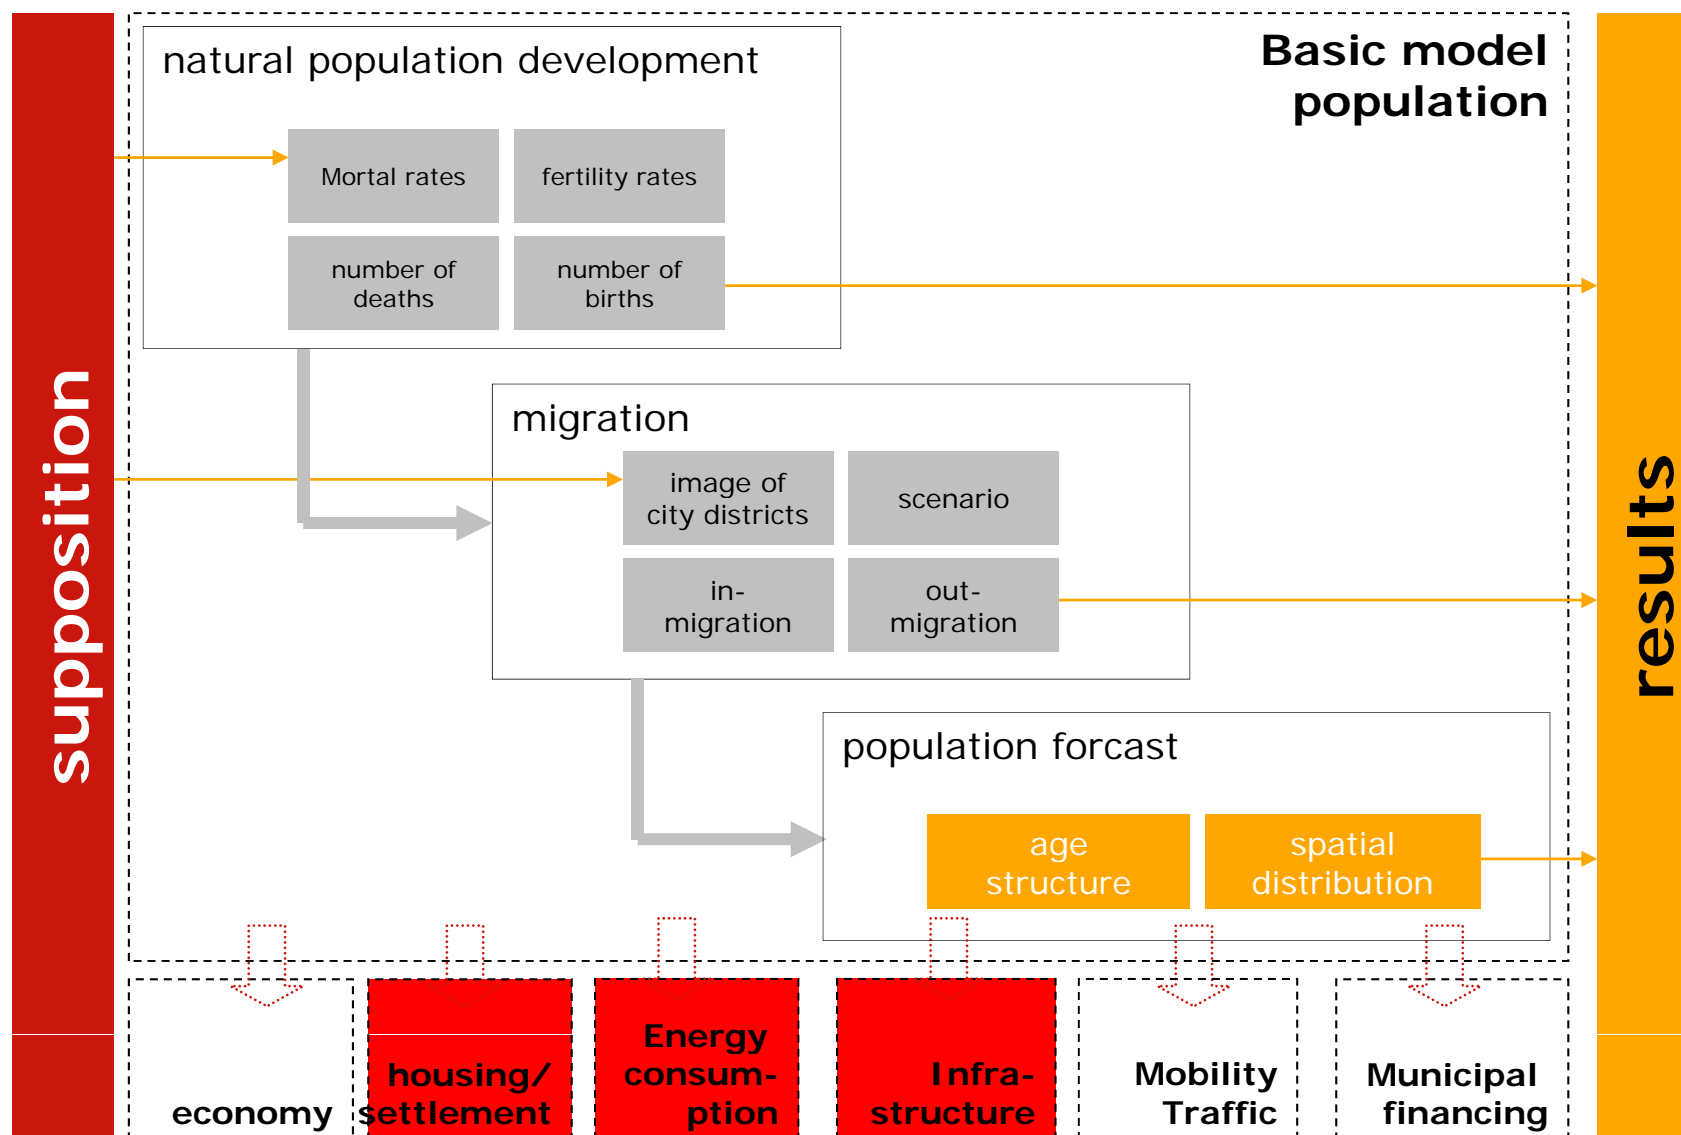 supposition
natural population development
Mortal rates
fertility rates
number of
deaths
number of
births
Basic model
population
migration
image of
city districts
scenario
in-
migration
out-
migration
population forcast
age
structure
spatial
distribution
results
economy
housing/
settlement
Energy
consum-
ption
Infra-
structure
Mobility
Traffic
Municipal
financing